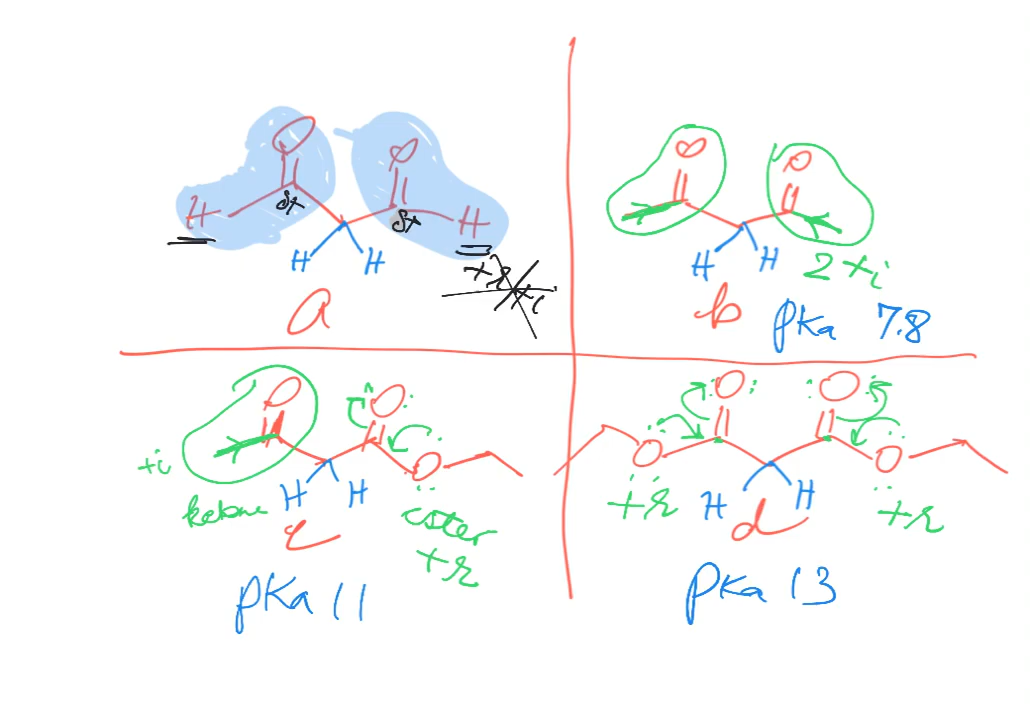 O O
H δ+ δ+ H
H H
+r
+i
a
O O
H H 2 +i
b pKa 7.8
O O
+i O
ketone H H ester
c +r
pKa 11
O O
O O
+r H H +r
d
pKa 13